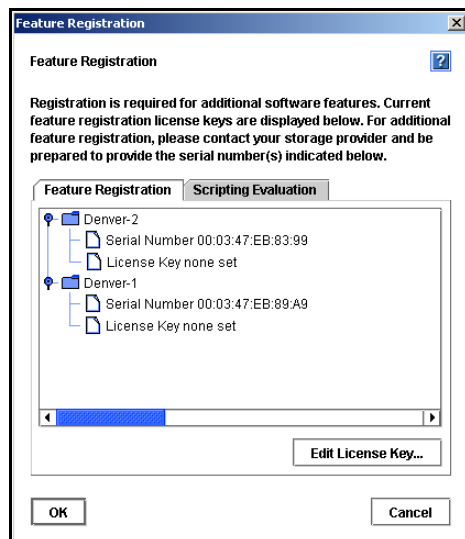 Feature Registration
Feature Registration
?
Registration is required for additional software features. Current
feature registration license keys are displayed below. For additional
feature registration, please contact your storage provider and be
prepared to provide the serial number(s) indicated below.
Feature Registration
Scripting Evaluation
Denver-2
Serial Number 00:03:47:EB:83:99
License Key none set
Denver-1
Serial Number 00:03:47:EB:89:A9
License Key none set
Edit License Key...
OK
Cancel